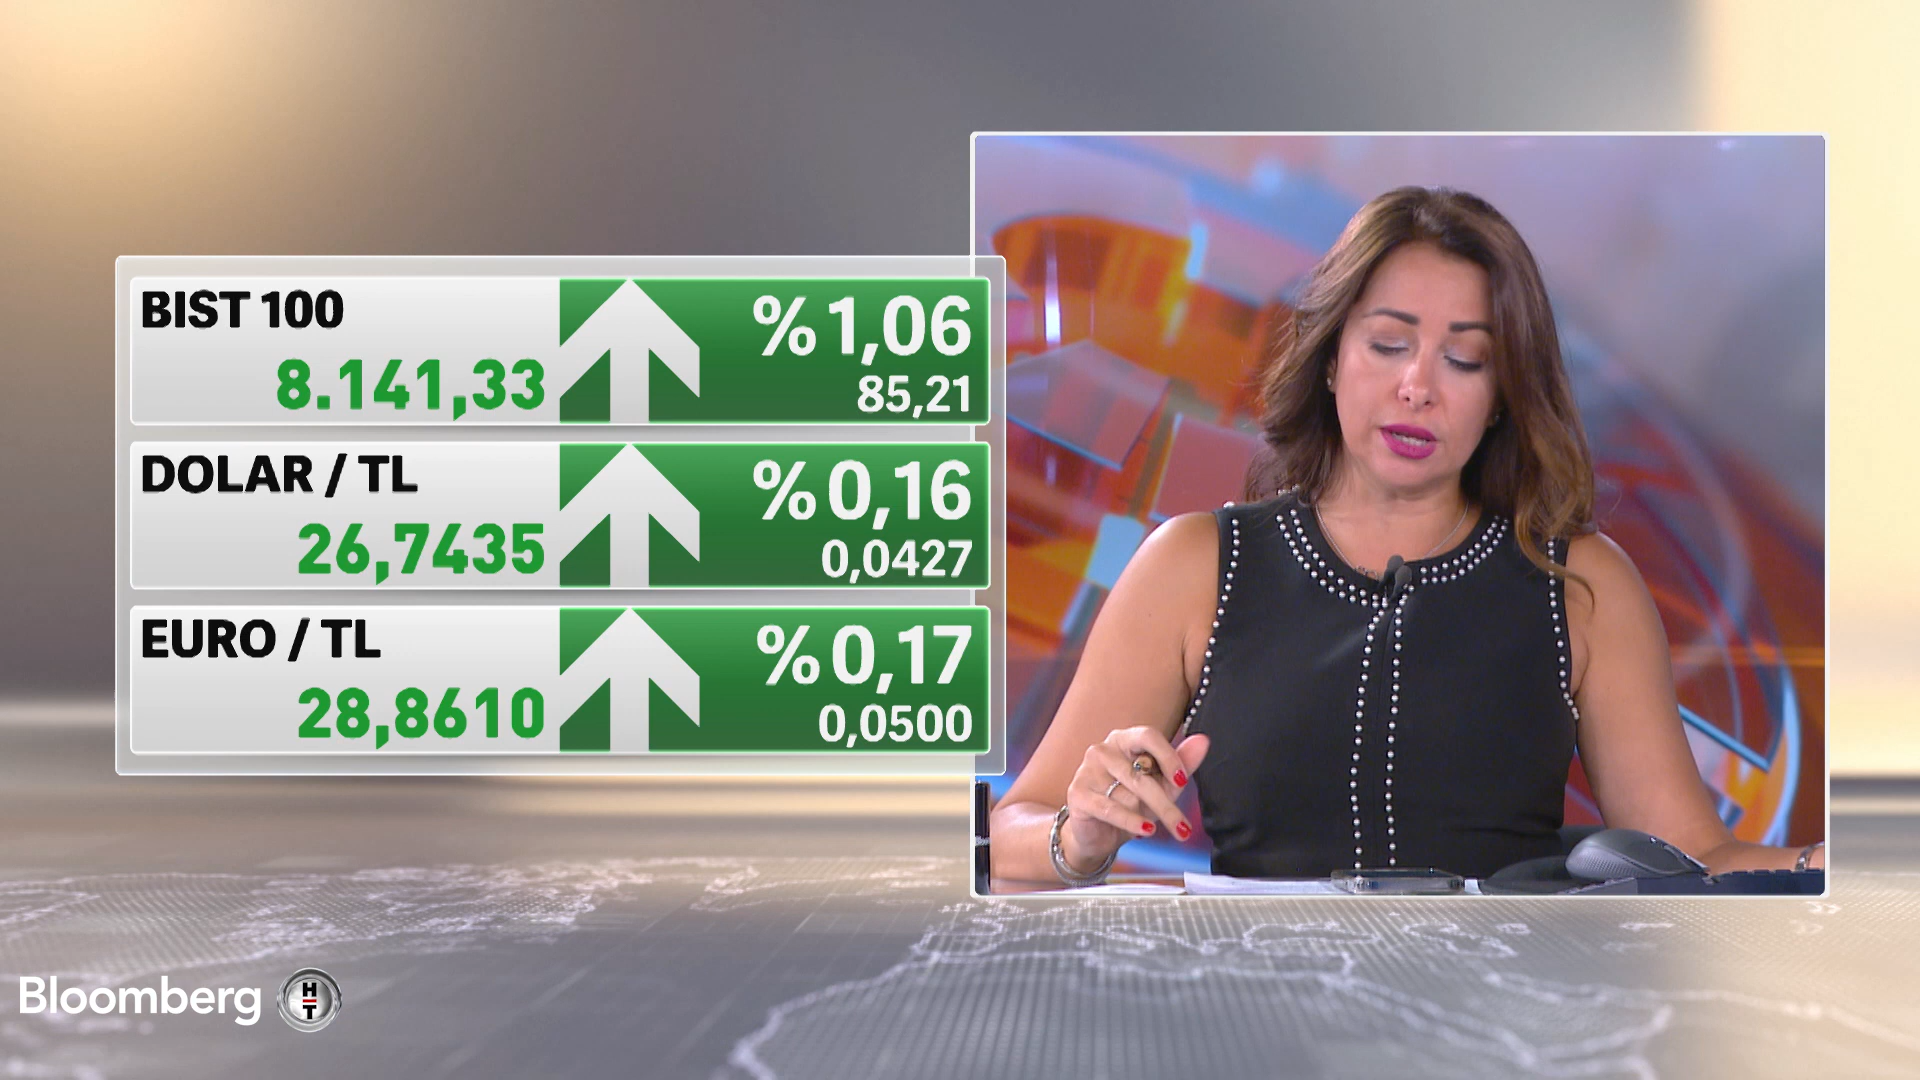 BIST 100
8.141,33
%1,06
85,21
DOLAR / TL
26,7435
%0,16
0,0427
EURO / TL
28,8610
%0,17
0,0500
Bloomberg HT